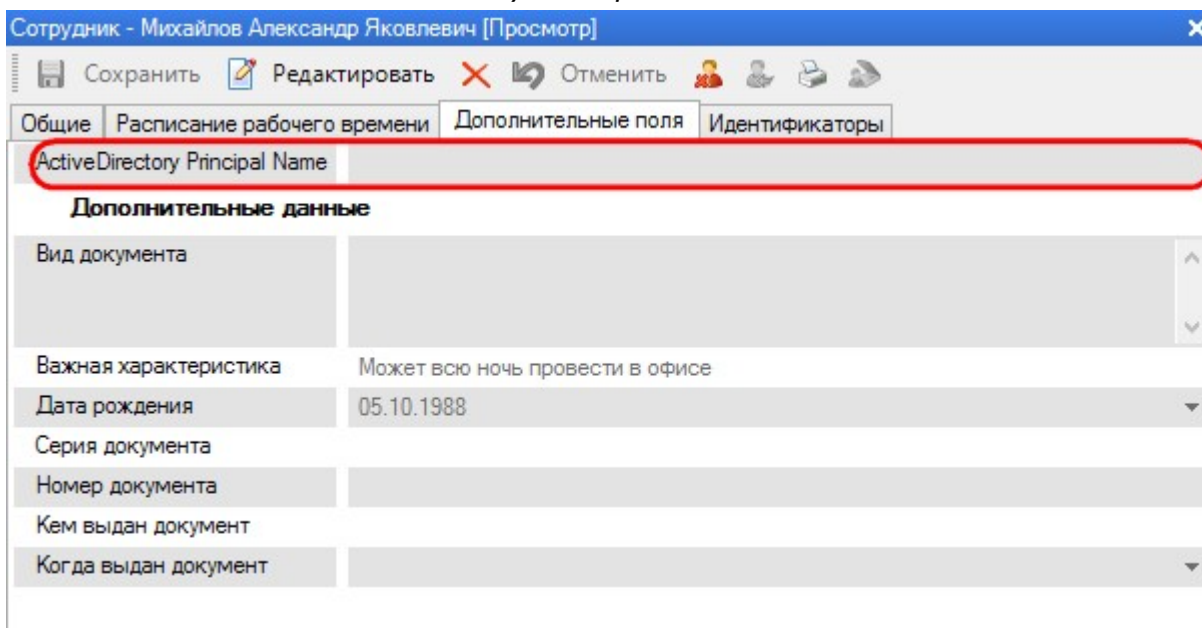 Сотрудник - Михайлов Александр Яковлевич [Просмотр]
Сохранить Редактировать Отменить
Общие Расписание рабочего времени Дополнительные поля Идентификаторы
ActiveDirectory Principal Name
Дополнительные данные
Вид документа
Важная характеристика Может всю ночь провести в офисе
Дата рождения 05.10.1988
Серия документа
Номер документа
Кем выдан документ
Когда выдан документ